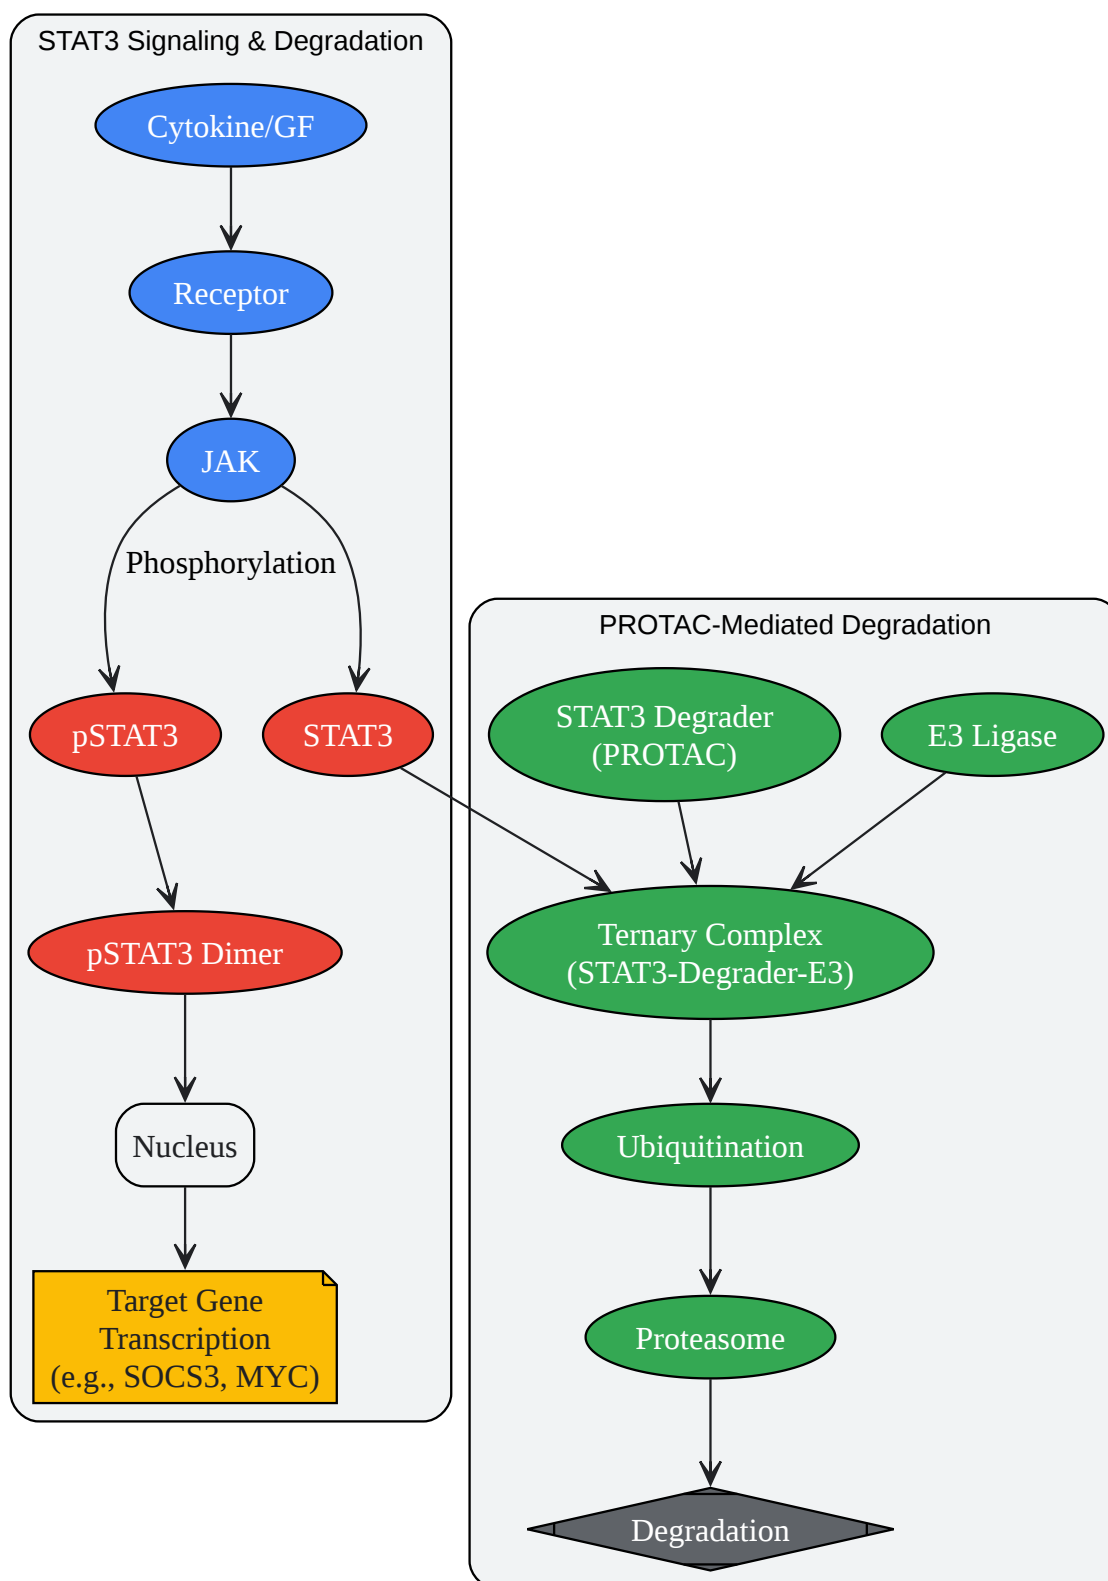 STAT3 Signaling & Degradation
Cytokine/GF
Receptor
JAK
Phosphorylation
pSTAT3
STAT3
pSTAT3 Dimer
Nucleus
Target Gene
Transcription
(e.g., SOCS3, MYC)
PROTAC-Mediated Degradation
STAT3 Degrader
(PROTAC)
E3 Ligase
Ternary Complex
(STAT3-Degrader-E3)
Ubiquitination
Proteasome
Degradation